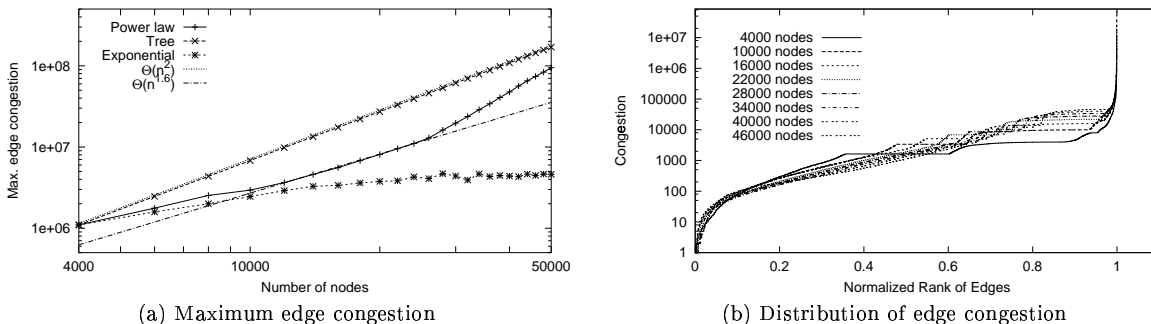 Max. edge congestion
1e+08
1e+07
1e+06
4000
10000
50000
Number of nodes
Power law
Tree
Exponential
Θ(n^2)
Θ(n^1.6)
(a) Maximum edge congestion
Congestion
1e+07
1e+06
100000
10000
1000
100
10
1
0
0.2
0.4
0.6
0.8
1
Normalized Rank of Edges
4000 nodes
10000 nodes
16000 nodes
22000 nodes
28000 nodes
34000 nodes
40000 nodes
46000 nodes
(b) Distribution of edge congestion